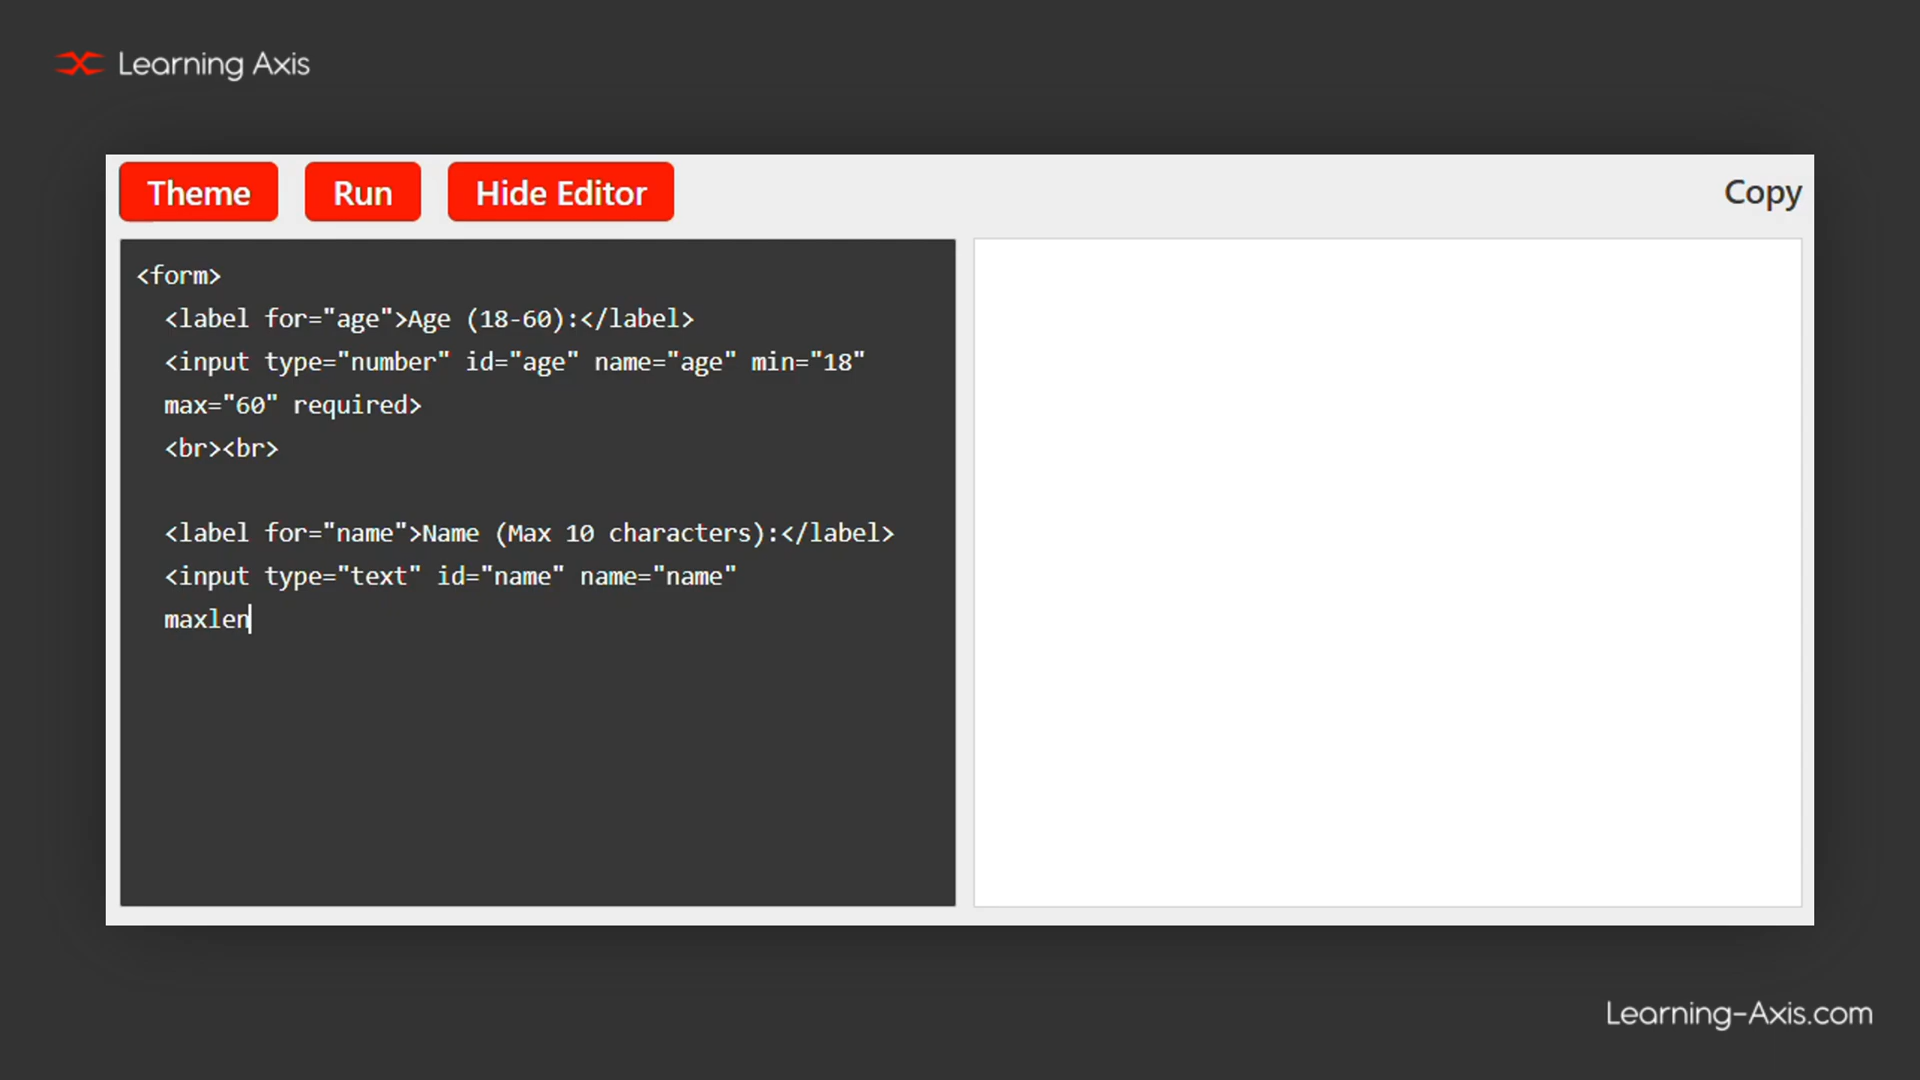 Learning Axis
Theme Run Hide Editor Copy
<form>
<label for="age">Age (18-60):</label>
<input type="number" id="age" name="age" min="18"
max="60" required>
<br><br>
<label for="name">Name (Max 10 characters):</label>
<input type="text" id="name" name="name"
maxlen
Learning-Axis.com